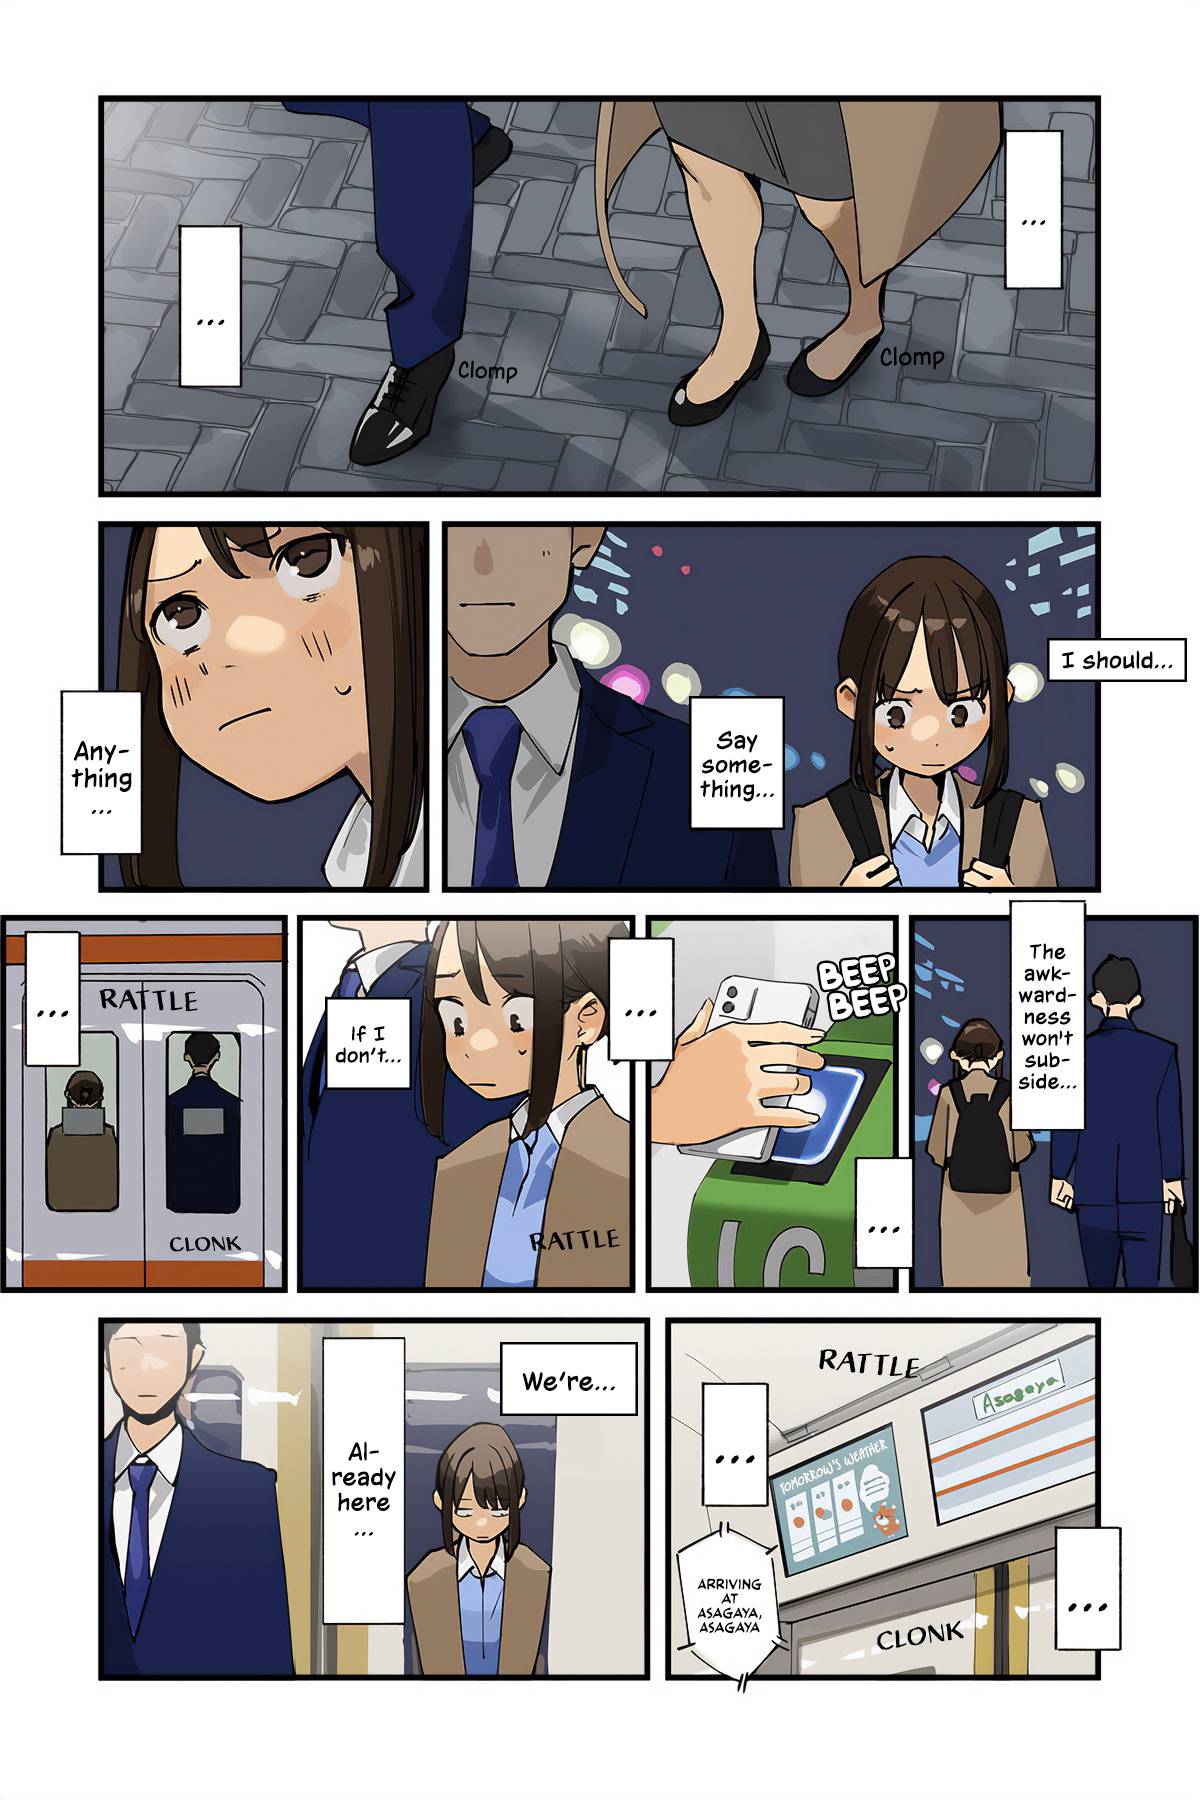 ...
Clomp
...
Clomp
I should...
Say
some-
thing...
Any-
thing
...
The
awk-
ward-
ness
won't
sub-
side...
BEEP
BEEP
...
IC
...
If I
don't...
RATTLE
...
RATTLE
CLONK
RATTLE
Asagaya
TOMORROW'S WEATHER
...
ARRIVING
AT
ASAGAYA,
ASAGAYA
CLONK
...
We're...
Al-
ready
here
...